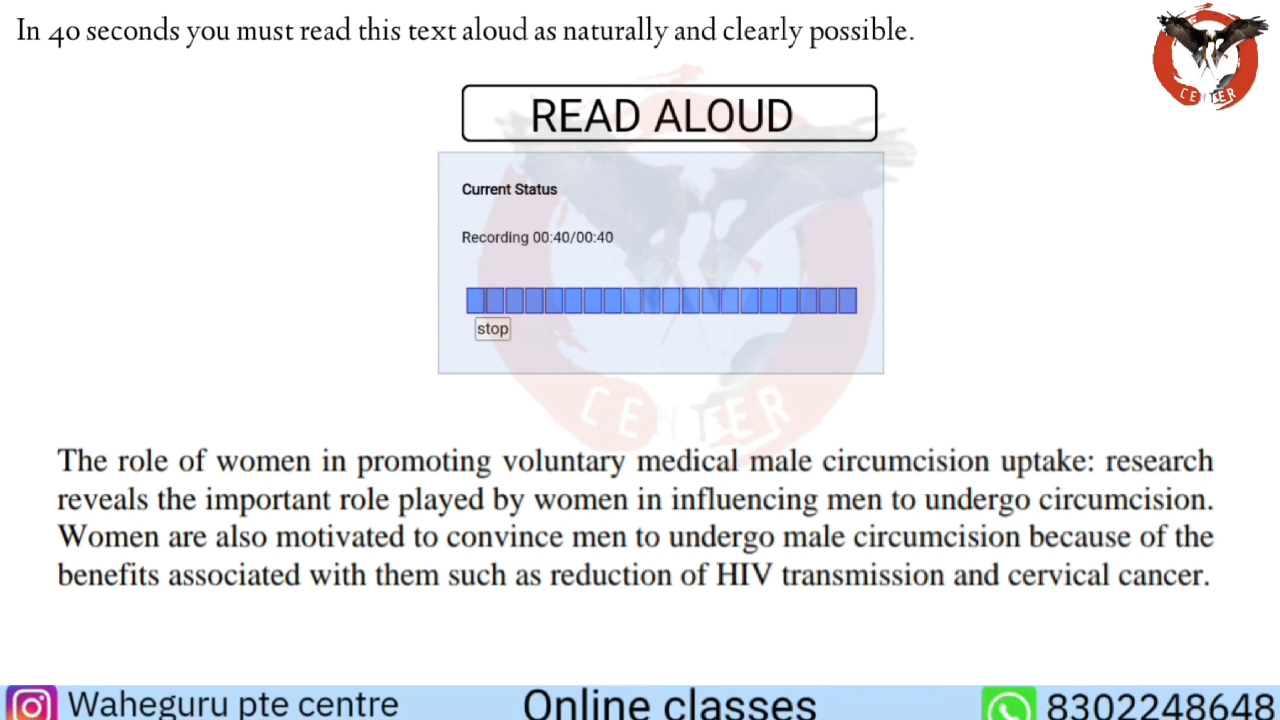 In 40 seconds you must read this text aloud as naturally and clearly possible.
CENTER
READ ALOUD
Current Status
Recording 00:40/00:40
stop
CENTER
The role of women in promoting voluntary medical male circumcision uptake: research
reveals the important role played by women in influencing men to undergo circumcision.
Women are also motivated to convince men to undergo male circumcision because of the
benefits associated with them such as reduction of HIV transmission and cervical cancer.
Waheguru pte centre
Online classes
8302248648